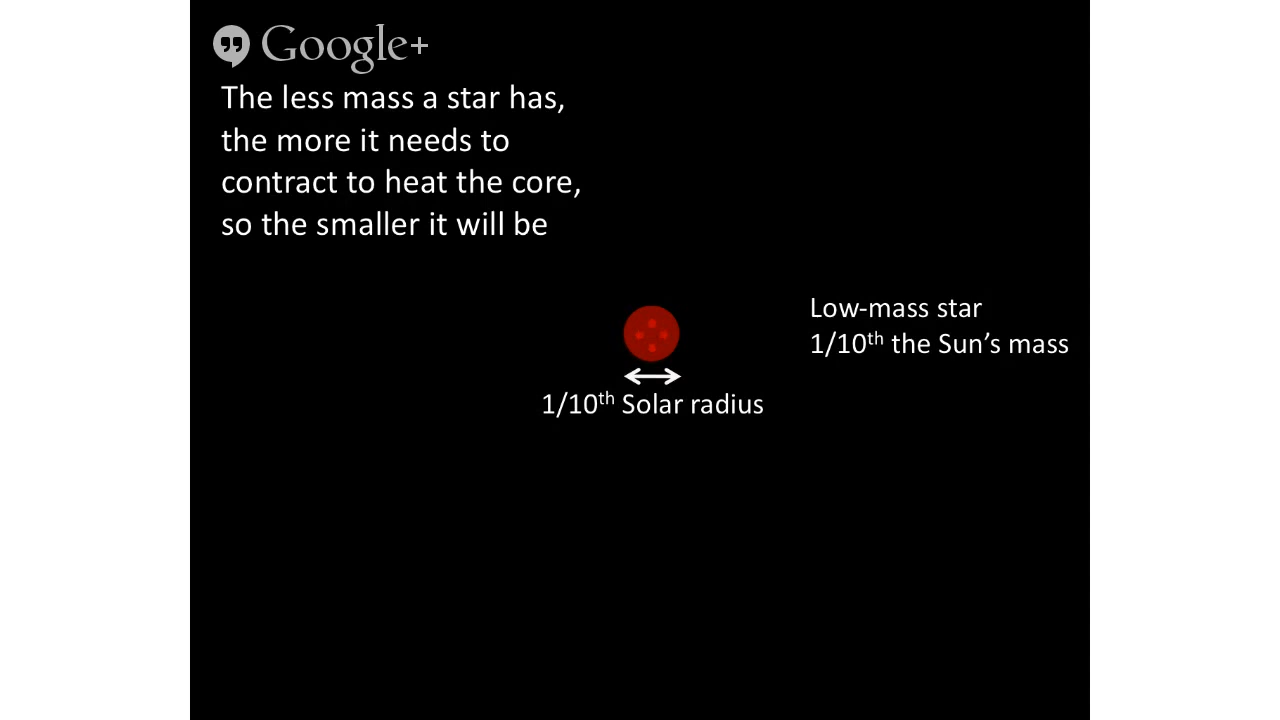 Google+
The less mass a star has,
the more it needs to
contract to heat the core,
so the smaller it will be
Low-mass star
1/10th the Sun’s mass
1/10th Solar radius